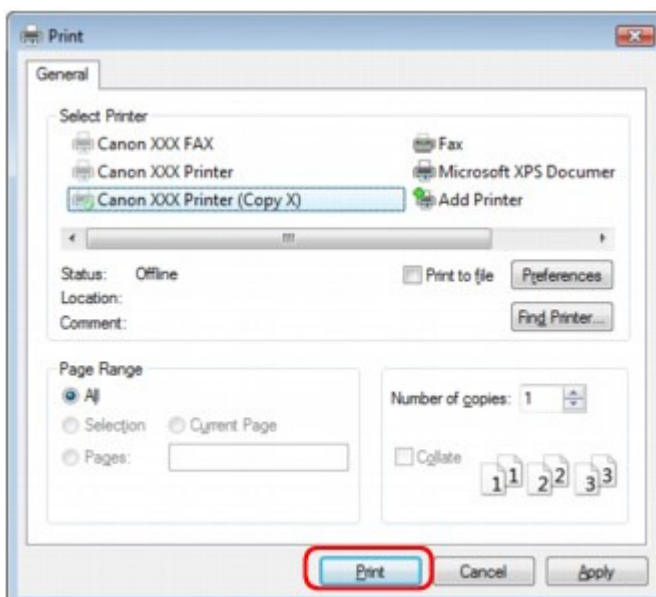 Print
General
Select Printer
Canon XXX FAX
Fax
Canon XXX Printer
Microsoft XPS Documer
Canon XXX Printer (Copy X)
Add Printer
Status: Offline
Print to file
Preferences
Location:
Comment:
Find Printer...
Page Range
All
Number of copies: 1
Selection
Current Page
Pages:
Collate
1 1 2 2 3 3
Print
Cancel
Apply